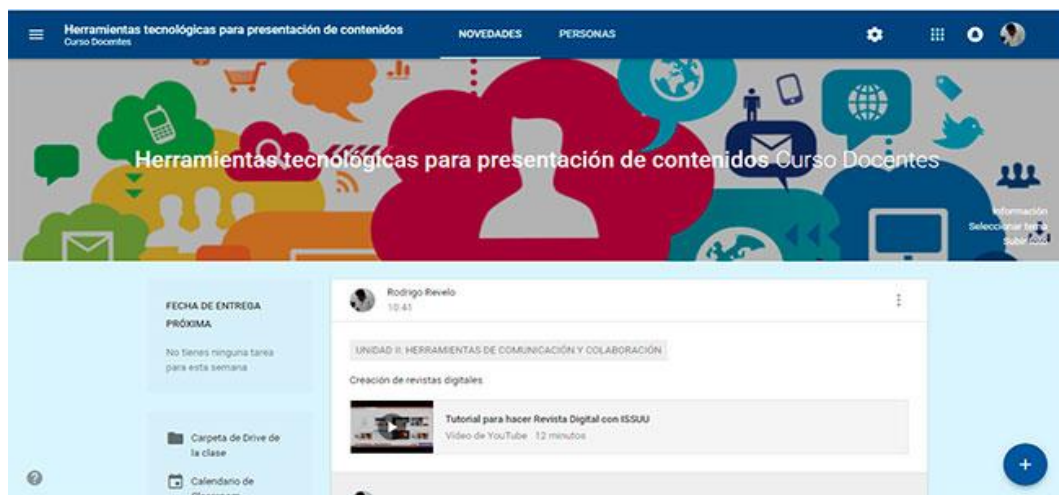 Herramientas tecnológicas para presentación de contenidos
Curso Docentes
NOVEDADES
PERSONAS
Herramientas tecnológicas para presentación de contenidos Curso Docentes
Información
Seleccionar tema
Subir foto
FECHA DE ENTREGA
PRÓXIMA
No tienes ninguna tarea
para esta semana
Carpeta de Drive de
la clase
Calendario de
Classroom
Rodrigo Revelo
10:41
UNIDAD II: HERRAMIENTAS DE COMUNICACIÓN Y COLABORACIÓN
Creación de revistas digitales
Tutorial para hacer Revista Digital con ISSUU
Vídeo de YouTube 12 minutos